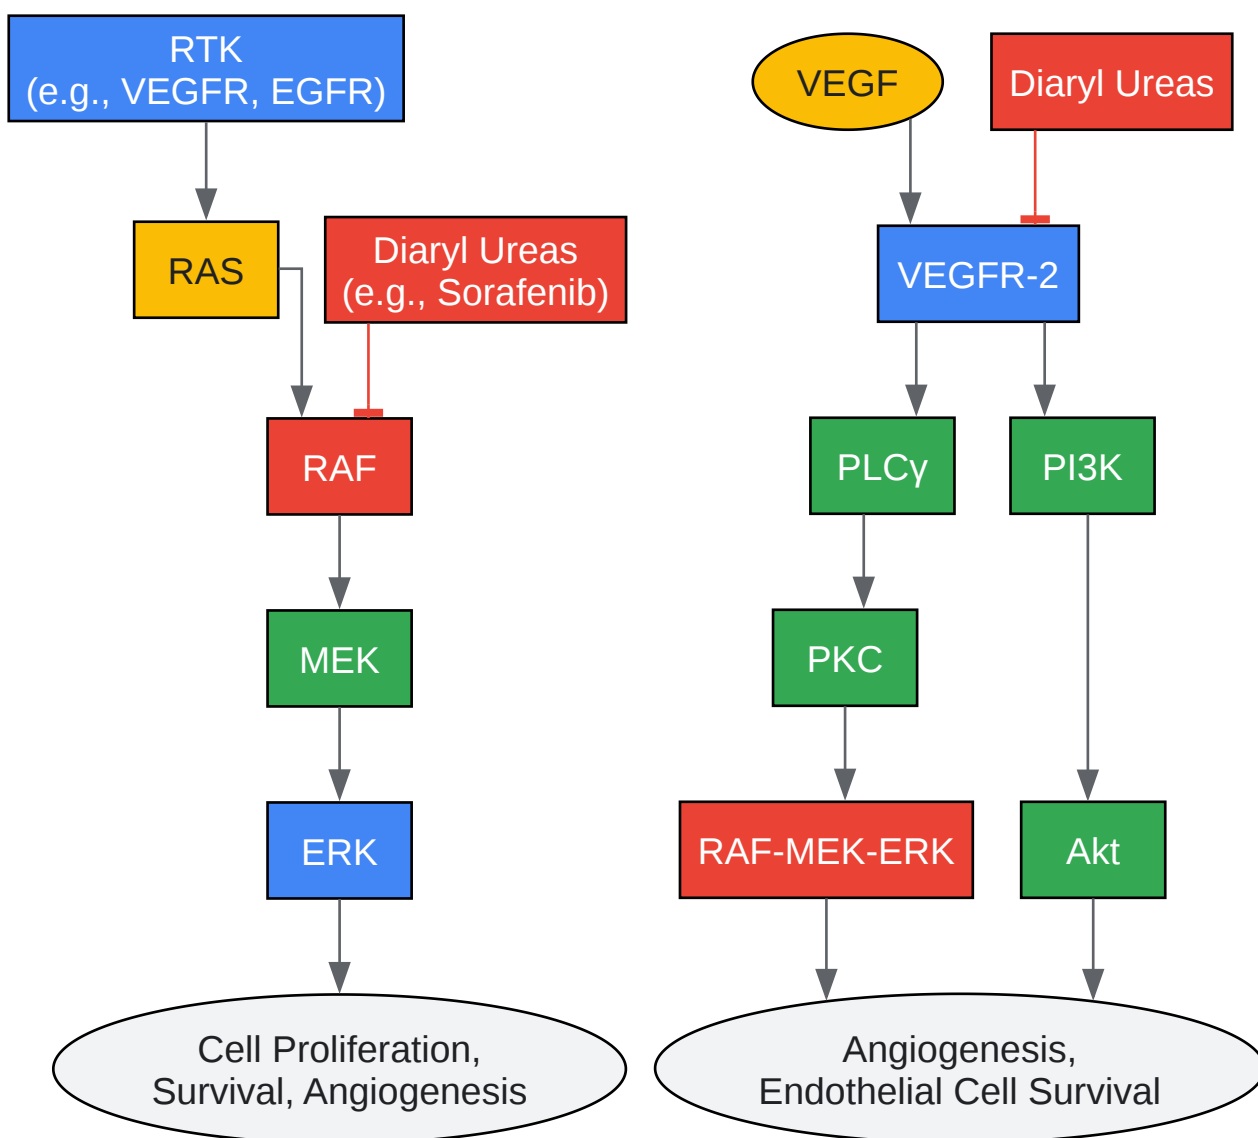 RTK
(e.g., VEGFR, EGFR)
RAS
Diaryl Ureas
(e.g., Sorafenib)
RAF
MEK
ERK
Cell Proliferation,
Survival, Angiogenesis
VEGF
Diaryl Ureas
VEGFR-2
PLCγ
PI3K
PKC
RAF-MEK-ERK
Akt
Angiogenesis,
Endothelial Cell Survival